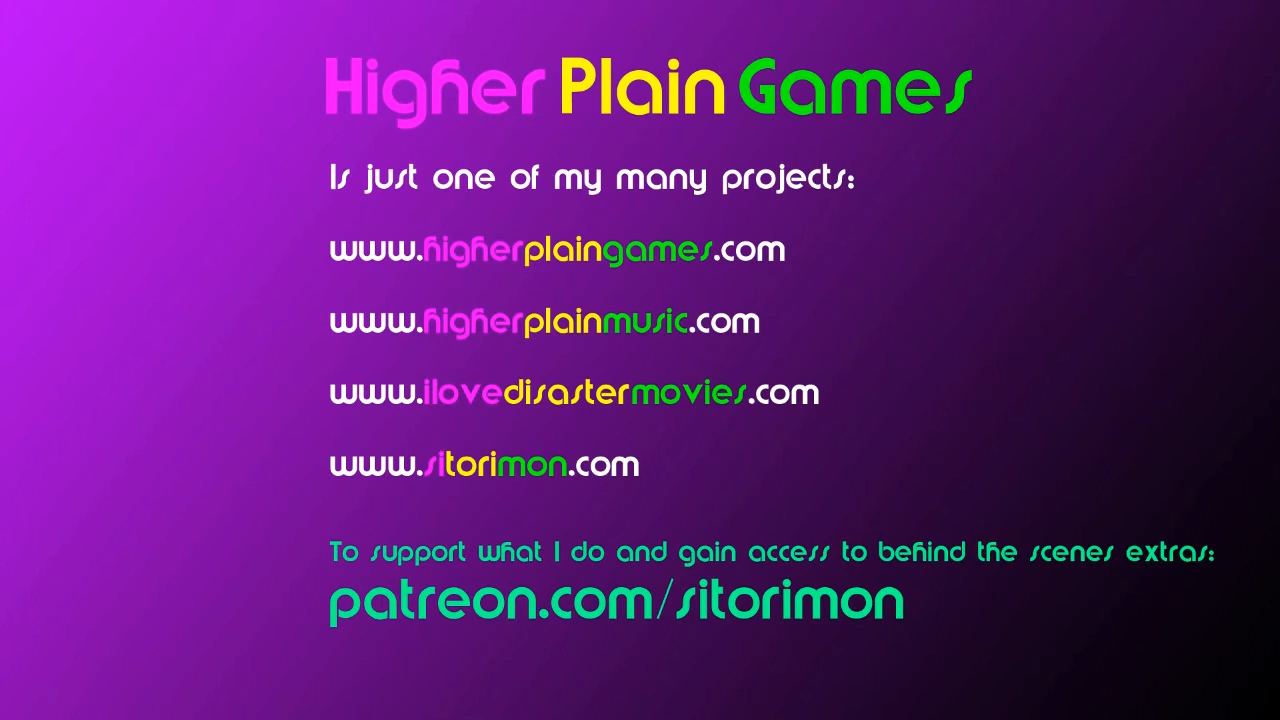 Higher Plain Games
Is just one of my many projects:
www.higherplaingames.com
www.higherplainmusic.com
www.ilovedisastermovies.com
www.sitorimon.com
To support what I do and gain access to behind the scenes extras:
patreon.com/sitorimon